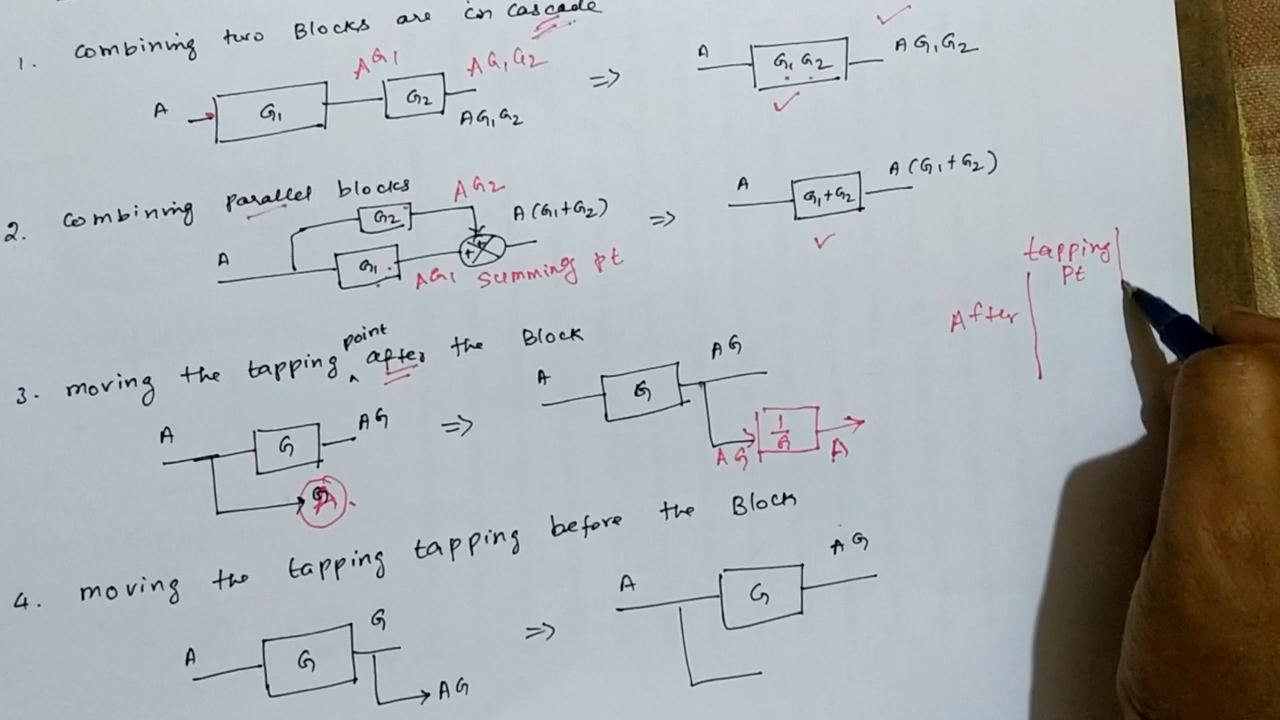 1. Combining two Blocks are in cascade
A G1 G2 AG1 AG1G2 AG1G2 => A G1 G2 AG1G2
2. Combining parallel blocks
A G2 G1 AG2 AG1 + + summing pt A(G1+G2) => A G1+G2 A(G1+G2)
tapping pt
After
3. moving the tapping point after the Block
A G AG => A G AG AG 1/G A
4. moving the tapping tapping before the Block
A G G AG => A G AG